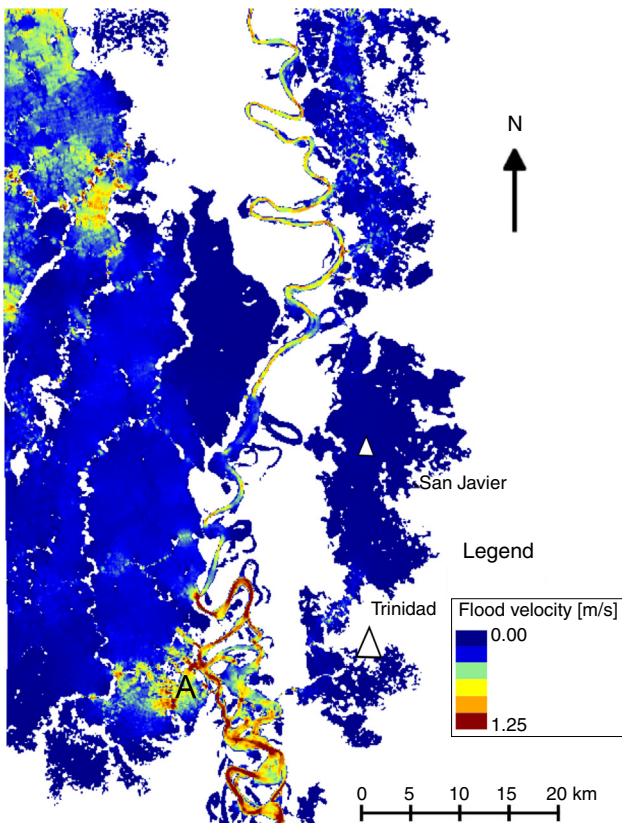 N
San Javier
Legend
Trinidad
Flood velocity [m/s]
0.00
1.25
A
0 5 10 15 20 km